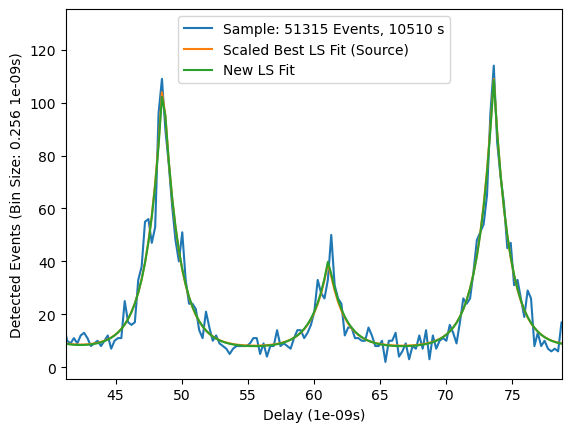 Sample: 51315 Events, 10510 s
Scaled Best LS Fit (Source)
New LS Fit
Detected Events (Bin Size: 0.256 1e-09s)
120
100
80
60
40
20
0
45 50 55 60 65 70 75
Delay (1e-09s)